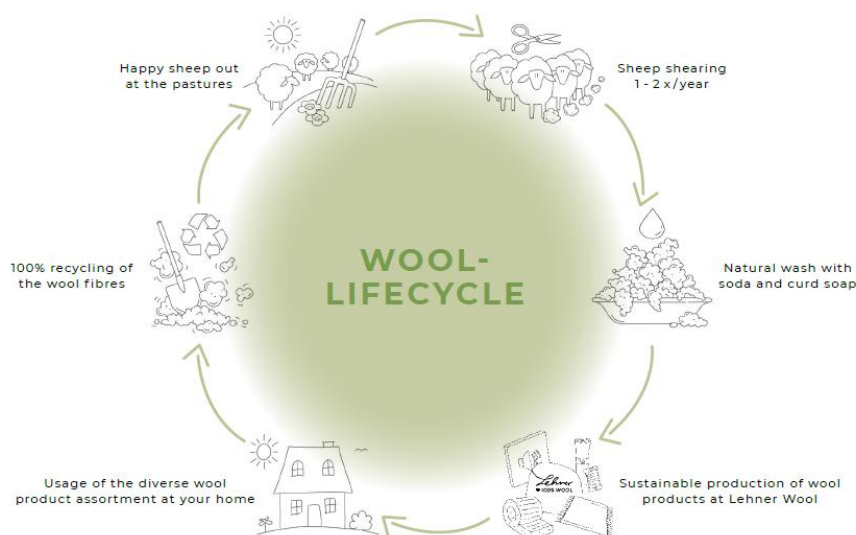 Happy sheep out
at the pastures
Sheep shearing
1 - 2 x / year
100% recycling of
the wool fibres
WOOL-
LIFECYCLE
Natural wash with
soda and curd soap
Usage of the diverse wool
product assortment at your home
Lehner
100% WOOL
Sustainable production of wool
products at Lehner Wool